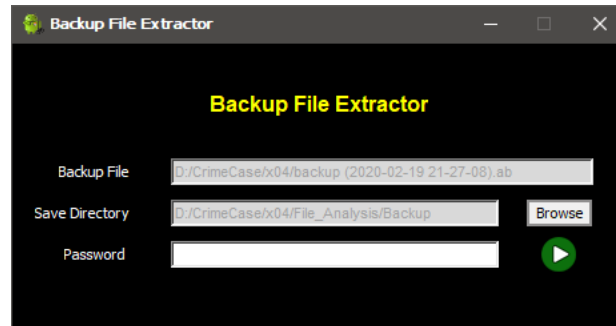 Backup File Extractor
Backup File Extractor
Backup File
D:/CrimeCase/x04/backup (2020-02-19 21-27-08).ab
Save Directory
D:/CrimeCase/x04/File_Analysis/Backup
Browse
Password